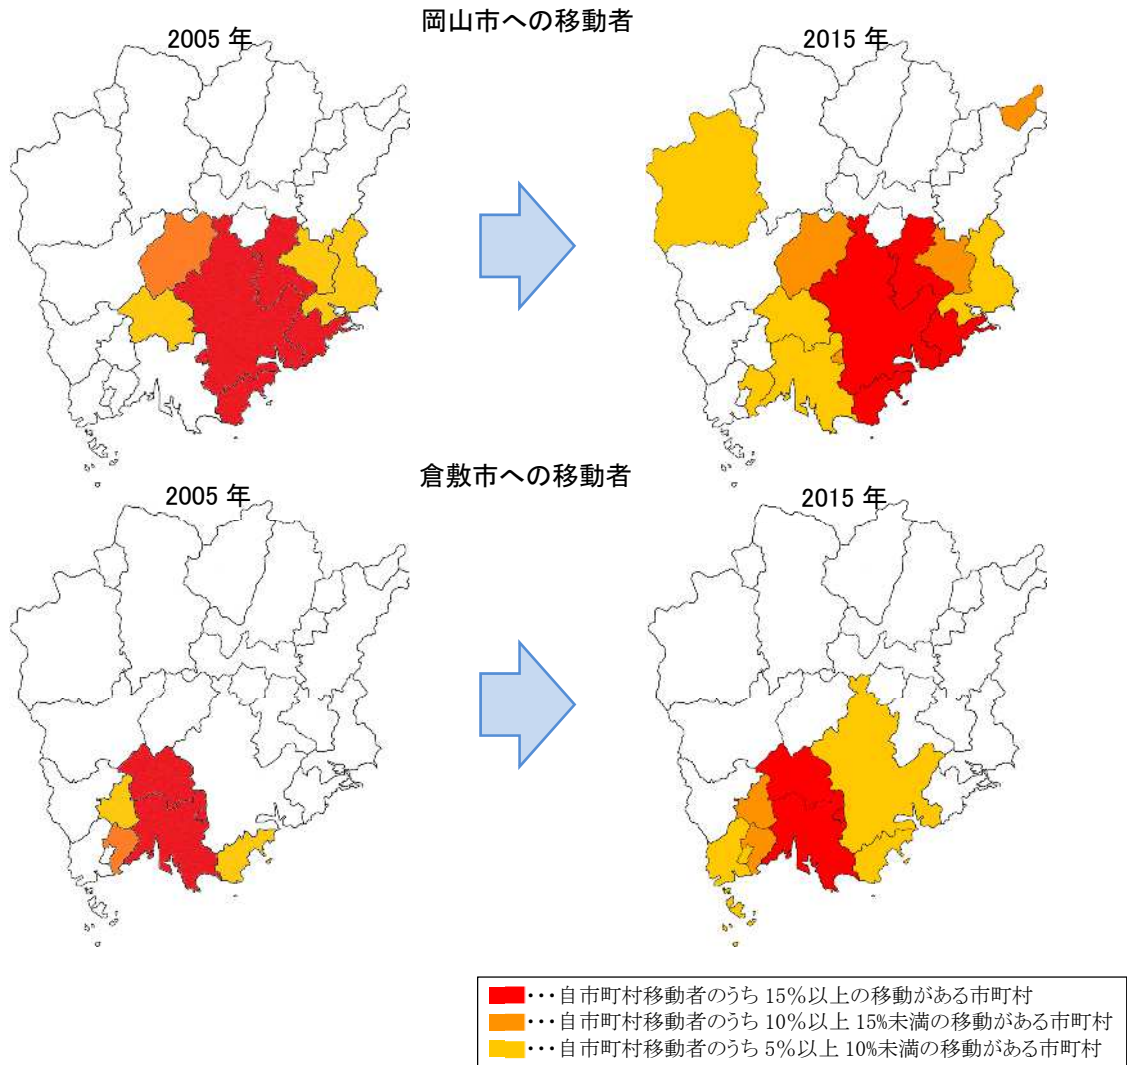 岡山市への移動者
2005 年
2015 年
倉敷市への移動者
2005 年
2015 年
・・・自市町村移動者のうち 15％以上の移動がある市町村
・・・自市町村移動者のうち 10％以上 15%未満の移動がある市町村
・・・自市町村移動者のうち 5％以上 10%未満の移動がある市町村